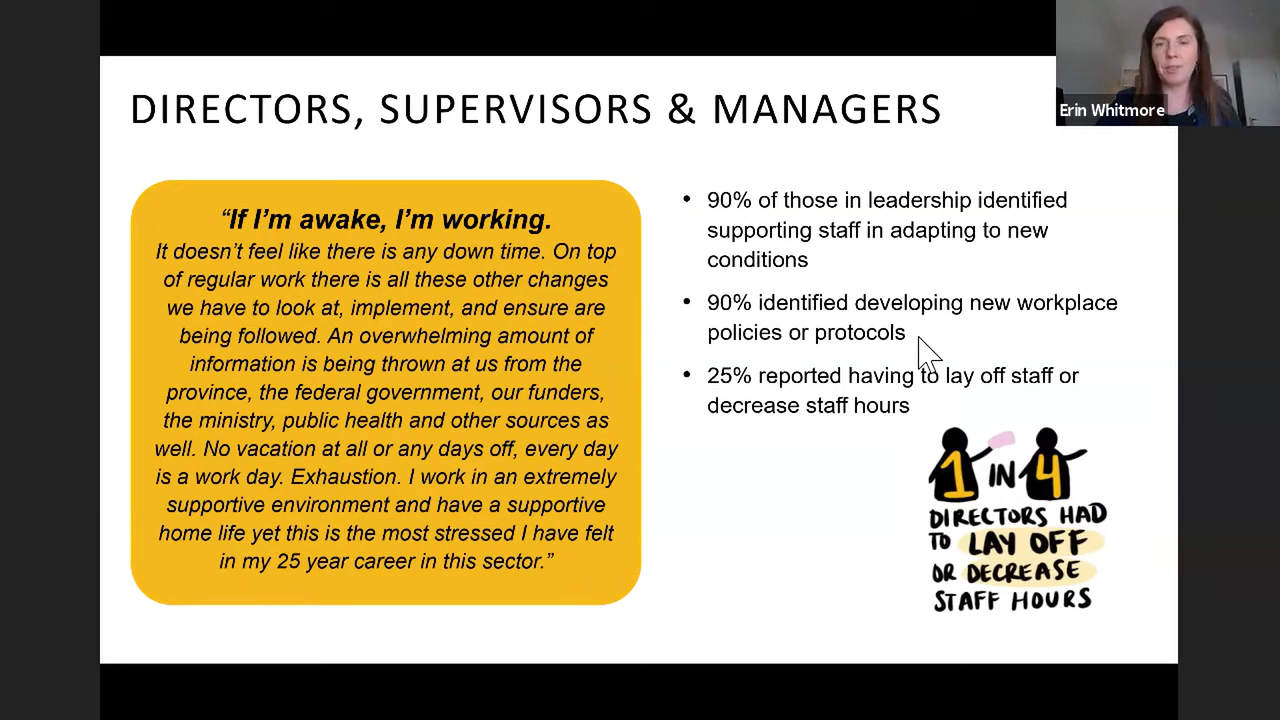 DIRECTORS, SUPERVISORS & MANAGERS
Erin Whitmore
“If I’m awake, I’m working.
It doesn’t feel like there is any down time. On top
of regular work there is all these other changes
we have to look at, implement, and ensure are
being followed. An overwhelming amount of
information is being thrown at us from the
province, the federal government, our funders,
the ministry, public health and other sources as
well. No vacation at all or any days off, every day
is a work day. Exhaustion. I work in an extremely
supportive environment and have a supportive
home life yet this is the most stressed I have felt
in my 25 year career in this sector.”
• 90% of those in leadership identified
supporting staff in adapting to new
conditions
• 90% identified developing new workplace
policies or protocols
• 25% reported having to lay off staff or
decrease staff hours
1 IN 4
DIRECTORS HAD
TO LAY OFF
OR DECREASE
STAFF HOURS